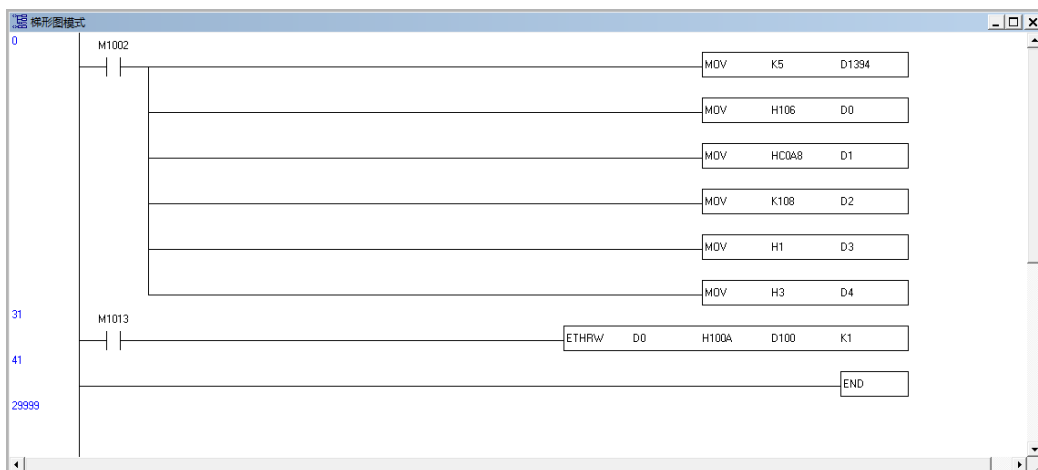 梯形图模式
0
M1002
MOV K5 D1394
MOV H106 D0
MOV HC0A8 D1
MOV K108 D2
MOV H1 D3
MOV H3 D4
31
M1013
ETHRW D0 H100A D100 K1
41
END
29999